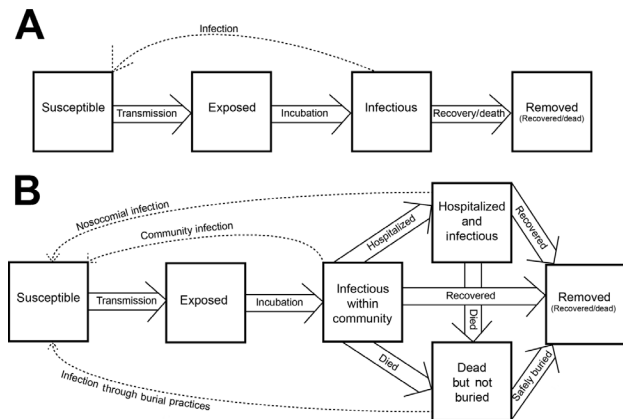 A
Infection
Susceptible
Transmission
Exposed
Incubation
Infectious
Recovery/death
Removed
(Recovered/dead)
B
Nosocomial infection
Community infection
Hospitalized
Hospitalized
and
infectious
Recovered
Susceptible
Transmission
Exposed
Incubation
Infectious
within
community
Recovered
Died
Removed
(Recovered/dead)
Died
Dead
but not
buried
Safely buried
Infection through burial practices